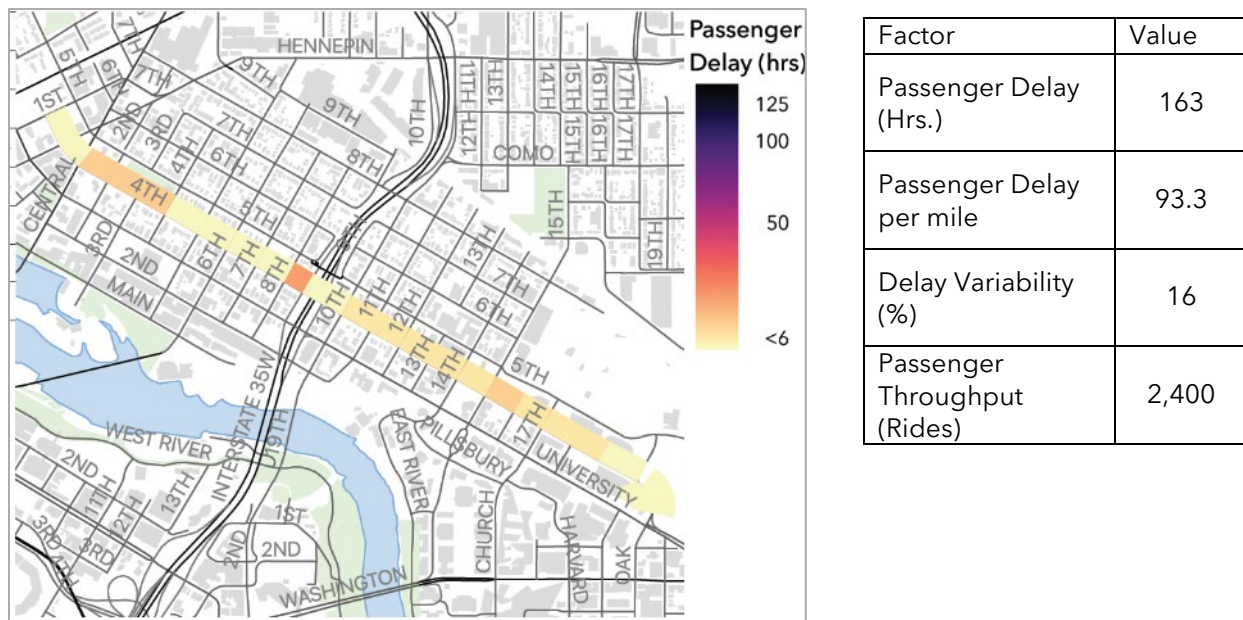 Passenger
Delay (hrs)
125
100
50
<6
HENNEPIN
7TH
5TH
6TH
7TH
9TH
9TH
10TH
11TH
12TH
13TH
14TH
15TH
16TH
17TH
15TH
16TH
17TH
1ST
2ND
3RD
4TH
7TH
6TH
8TH
COMO
CENTRAL
4TH
5TH
15TH
19TH
3RD
2ND
MAIN
6TH
7TH
8TH
10TH
11TH
12TH
13TH
7TH
6TH
13TH
14TH
5TH
17TH
INTERSTATE 35W
19TH
WEST RIVER
EAST RIVER
PILLSBURY
UNIVERSITY
2ND
11TH
12TH
13TH
3RD
4TH
3RD
1ST
2ND
2ND
WASHINGTON
CHURCH
HARVARD
OAK
Factor Value
Passenger Delay
(Hrs.)
163
Passenger Delay
per mile
93.3
Delay Variability
(%)
16
Passenger
Throughput
(Rides)
2,400